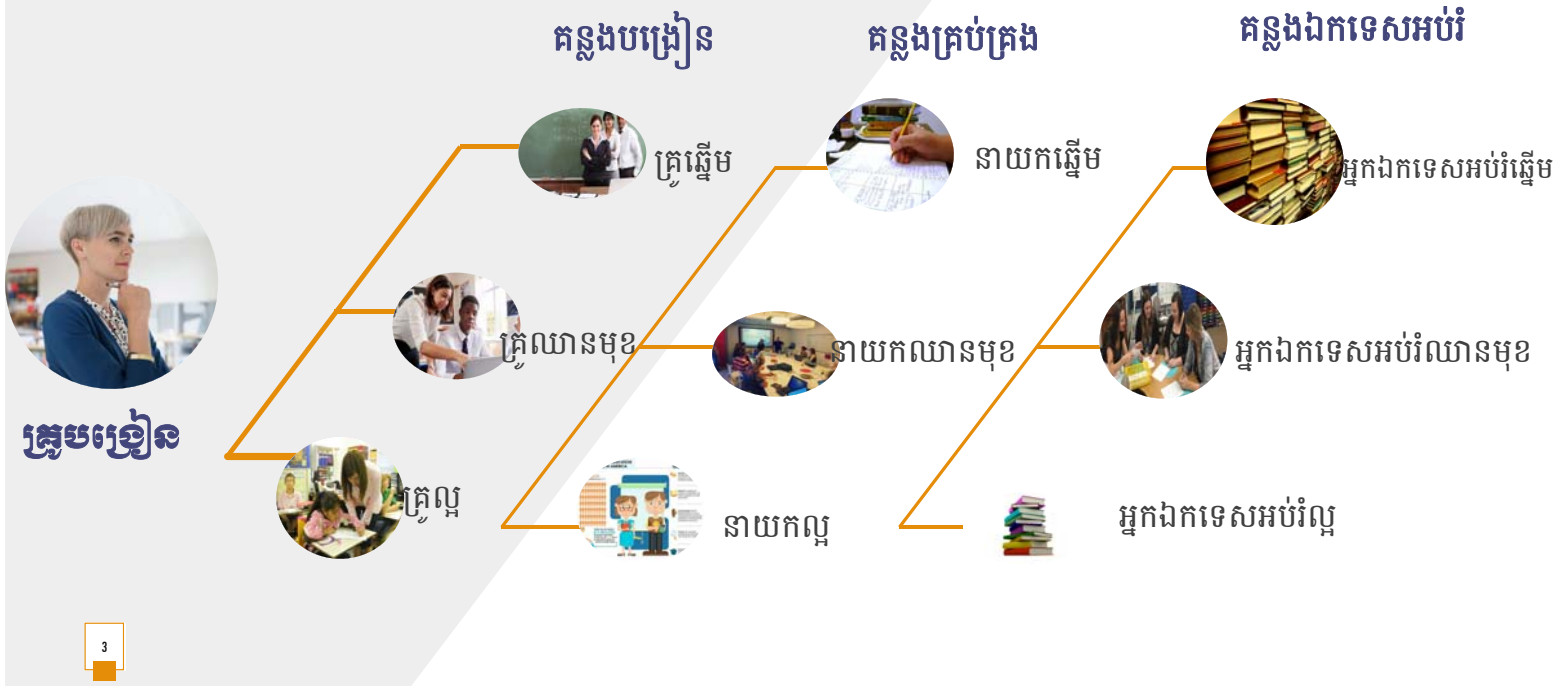 គន្លងបង្រៀន
គន្លងគ្រប់គ្រង
គន្លងឯកទេសអប់រំ
គ្រូឆ្នើម
នាយកឆ្នើម
អ្នកឯកទេសអប់រំឆ្នើម
គ្រូឈានមុខ
នាយកឈានមុខ
អ្នកឯកទេសអប់រំឈានមុខ
គ្រូបង្រៀន
គ្រូល្អ
នាយកល្អ
អ្នកឯកទេសអប់រំល្អ
3